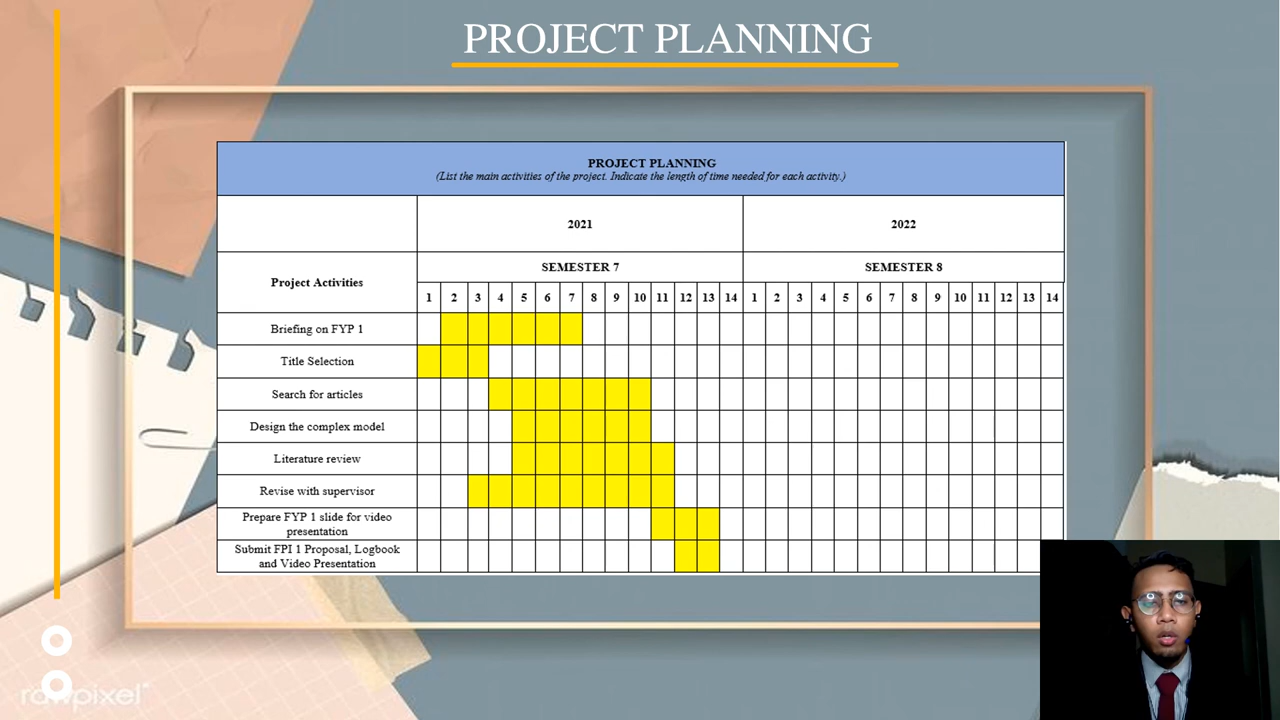 PROJECT PLANNING
PROJECT PLANNING
(List the main activities of the project. Indicate the length of time needed for each activity.)
2021 2022
Project Activities
SEMESTER 7 SEMESTER 8
1 2 3 4 5 6 7 8 9 10 11 12 13 14 1 2 3 4 5 6 7 8 9 10 11 12 13 14
Briefing on FYP 1
Title Selection
Search for articles
Design the complex model
Literature review
Revise with supervisor
Prepare FYP 1 slide for video
presentation
Submit FPI 1 Proposal, Logbook
and Video Presentation
rawpixel